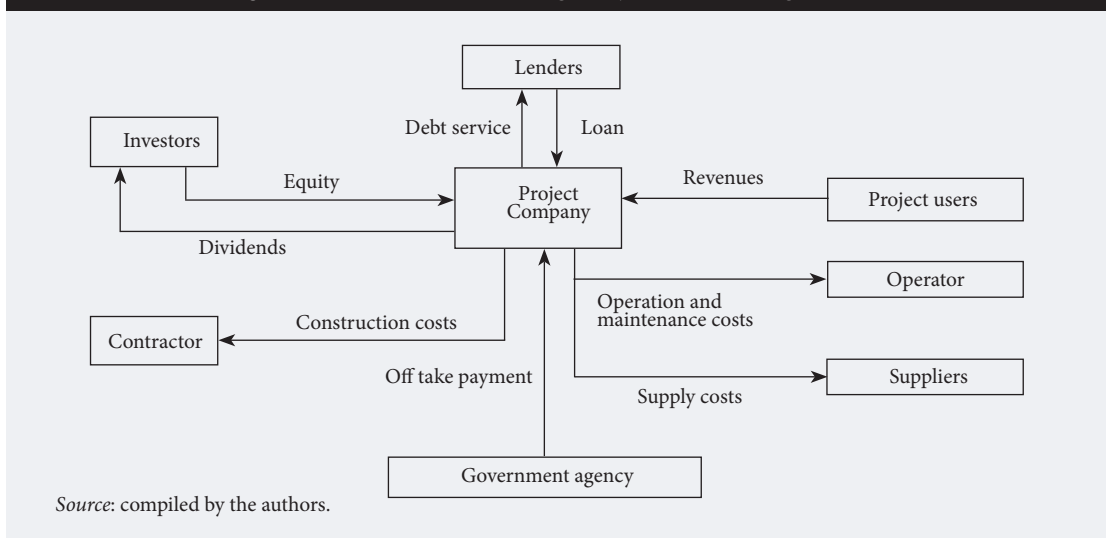 Lenders
Debt service
Loan
Investors
Equity
Revenues
Project
Company
Project users
Dividends
Operator
Operation and
maintenance costs
Construction costs
Contractor
Off take payment
Suppliers
Supply costs
Government agency
Source: compiled by the authors.